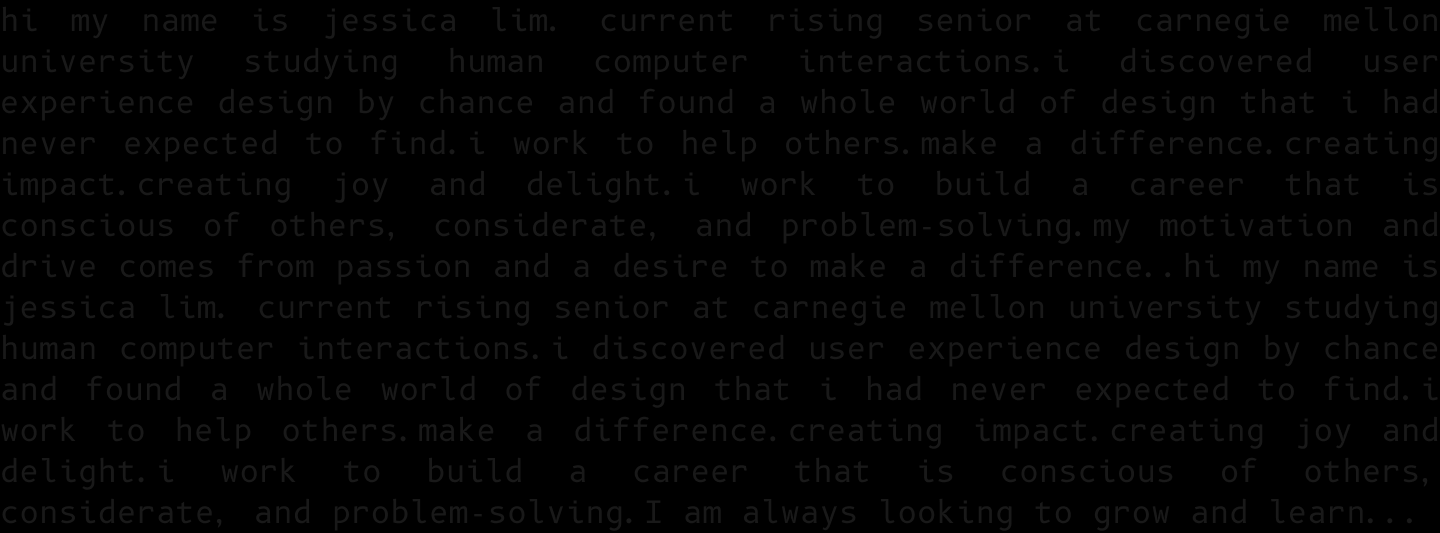 hi my name is jessica lim. current rising senior at carnegie mellon
university studying human computer interactions.i discovered user
experience design by chance and found a whole world of design that i had
never expected to find.i work to help others.make a difference.creating
impact.creating joy and delight.i work to build a career that is
conscious of others, considerate, and problem-solving.my motivation and
drive comes from passion and a desire to make a difference..hi my name is
jessica lim. current rising senior at carnegie mellon university studying
human computer interactions.i discovered user experience design by chance
and found a whole world of design that i had never expected to find.i
work to help others.make a difference.creating impact.creating joy and
delight.i work to build a career that is conscious of others,
considerate, and problem-solving.I am always looking to grow and learn...